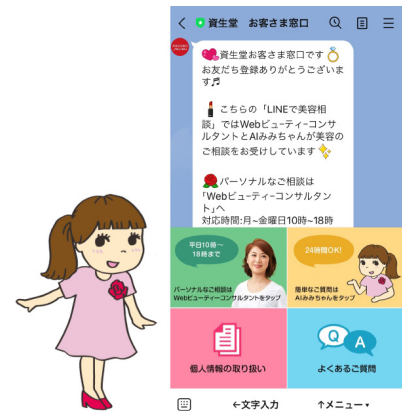 資生堂 お客さま窓口
資生堂お客さま窓口です
お友だち登録ありがとうございま
す♬
こちらの「LINEで美容相
談」ではWebビューティーコンサ
ルタントとAIみみちゃんが美容の
ご相談をお受けしています
パーソナルなご相談は
「Webビューティーコンサルタン
ト」へ
対応時間:月~金曜日10時~18時
平日10時~
18時まで
パーソナルなご相談は
Webビューティーコンサルタントをタップ
24時間OK!
簡単なご質問は
AIみみちゃんをタップ
個人情報の取り扱い
Q A
よくあるご質問
←文字入力
↑メニュー▾